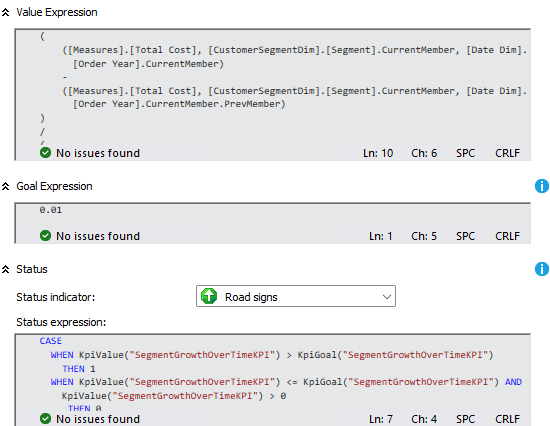 Value Expression
(
([Measures].[Total Cost], [CustomerSegmentDim].[Segment].CurrentMember, [Date Dim].
[Order Year].CurrentMember)
-
([Measures].[Total Cost], [CustomerSegmentDim].[Segment].CurrentMember, [Date Dim].
[Order Year].CurrentMember.PrevMember)
)
/
No issues found Ln: 10 Ch: 6 SPC CRLF
Goal Expression
0.01
No issues found Ln: 1 Ch: 5 SPC CRLF
Status
Status indicator: Road signs
Status expression:
CASE
WHEN KpiValue("SegmentGrowthOverTimeKPI") > KpiGoal("SegmentGrowthOverTimeKPI")
THEN 1
WHEN KpiValue("SegmentGrowthOverTimeKPI") <= KpiGoal("SegmentGrowthOverTimeKPI") AND
KpiValue("SegmentGrowthOverTimeKPI") > 0
THEN 0
No issues found Ln: 7 Ch: 4 SPC CRLF